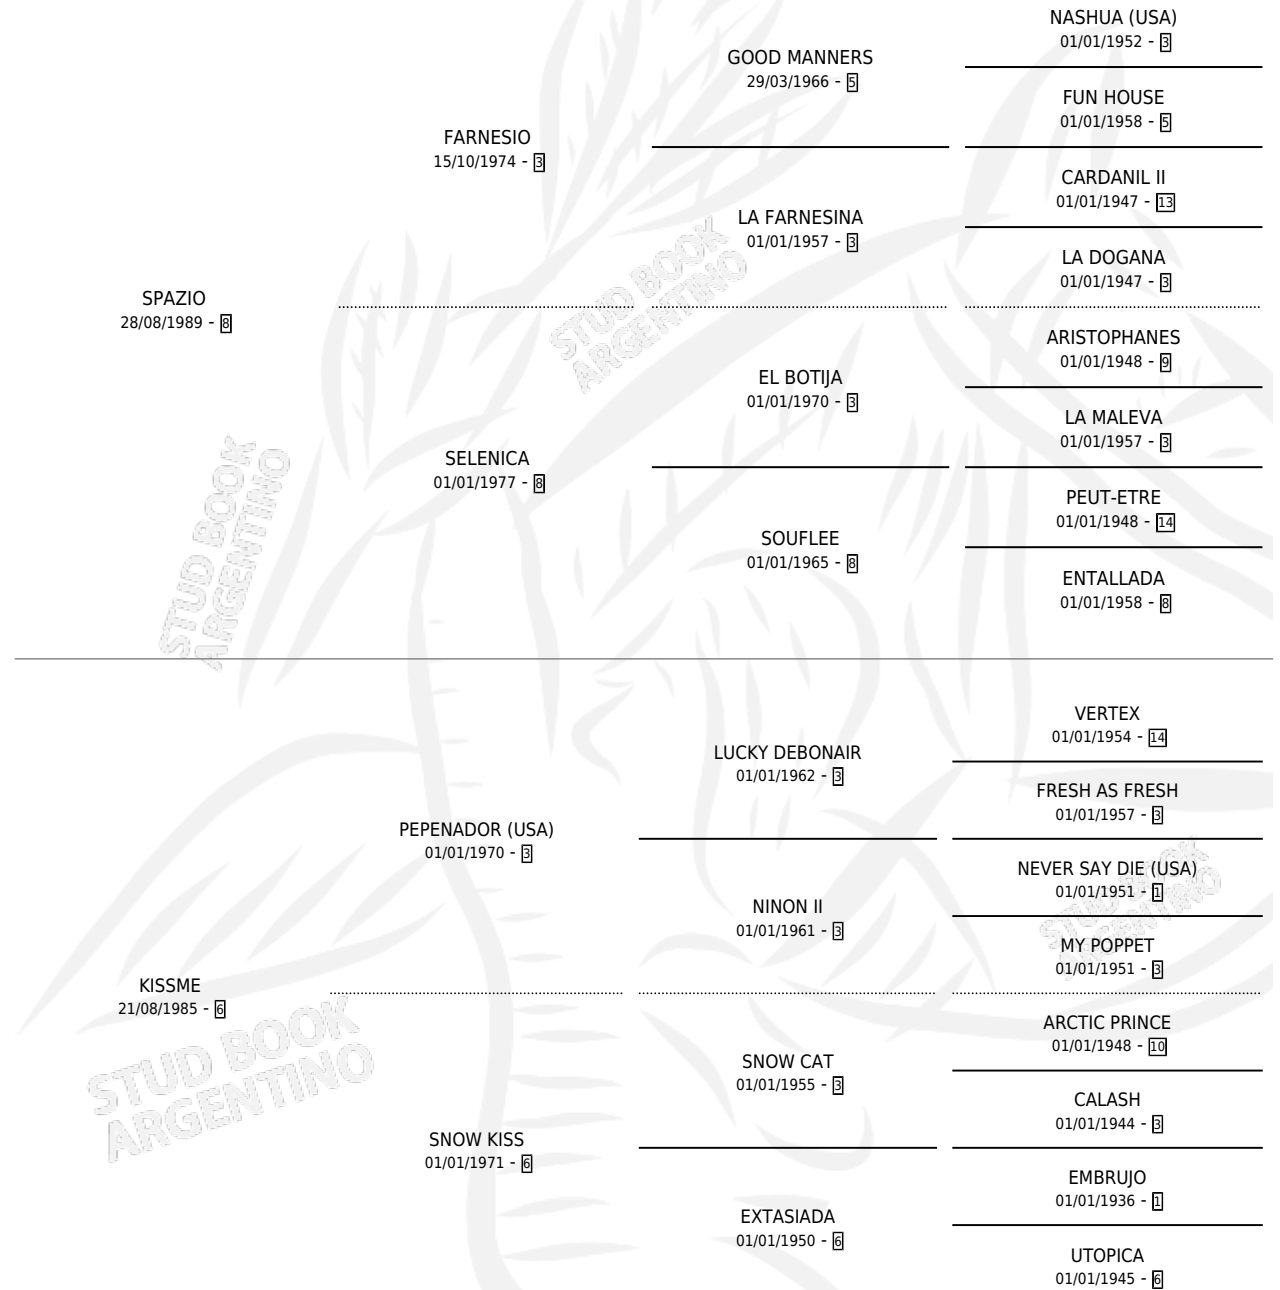 SPAZIO
28/08/1989 - 8
FARNESIO
15/10/1974 - 3
GOOD MANNERS
29/03/1966 - 5
NASHUA (USA)
01/01/1952 - 3
FUN HOUSE
01/01/1958 - 5
LA FARNESINA
01/01/1957 - 3
CARDANIL II
01/01/1947 - 13
LA DOGANA
01/01/1947 - 3
SELENICA
01/01/1977 - 8
EL BOTIJA
01/01/1970 - 3
ARISTOPHANES
01/01/1948 - 9
LA MALEVA
01/01/1957 - 3
SOUFLEE
01/01/1965 - 8
PEUT-ETRE
01/01/1948 - 14
ENTALLADA
01/01/1958 - 8
KISSME
21/08/1985 - 6
PEPENADOR (USA)
01/01/1970 - 3
LUCKY DEBONAIR
01/01/1962 - 3
VERTEX
01/01/1954 - 14
FRESH AS FRESH
01/01/1957 - 3
NINON II
01/01/1961 - 3
NEVER SAY DIE (USA)
01/01/1951 - 1
MY POPPET
01/01/1951 - 3
SNOW KISS
01/01/1971 - 6
SNOW CAT
01/01/1955 - 3
ARCTIC PRINCE
01/01/1948 - 10
CALASH
01/01/1944 - 3
EXTASIADA
01/01/1950 - 6
EMBRUJO
01/01/1936 - 1
UTOPICA
01/01/1945 - 6
STUD BOOK
ARGENTINO
STUD BOOK
ARGENTINO
STUD BOOK
ARGENTINO
STUD BOOK
ARGENTINO